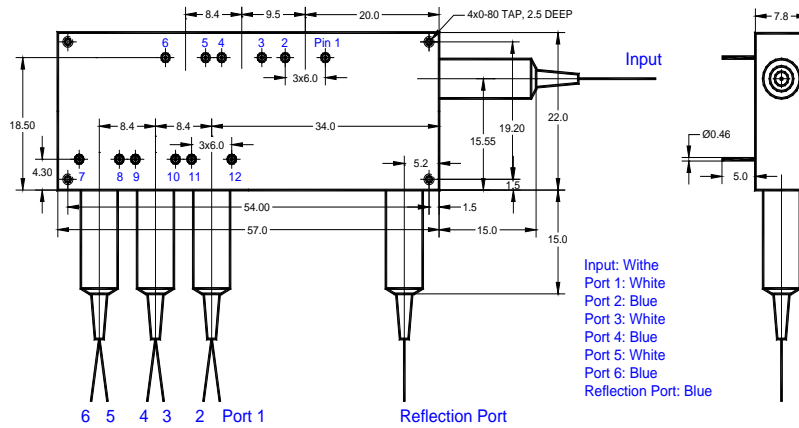 8.4
9.5
20.0
4x0-80 TAP, 2.5 DEEP
7.8
6
5
4
3
2
Pin 1
Input
3x6.0
18.50
8.4
8.4
34.0
15.55
19.20
22.0
Ø0.46
3x6.0
4.30
5.2
1.5
5.0
7
8
9
10
11
12
54.00
1.5
57.0
15.0
15.0
Input: Withe
Port 1: White
Port 2: Blue
Port 3: White
Port 4: Blue
Port 5: White
Port 6: Blue
Reflection Port: Blue
6 5 4 3 2 Port 1 Reflection Port